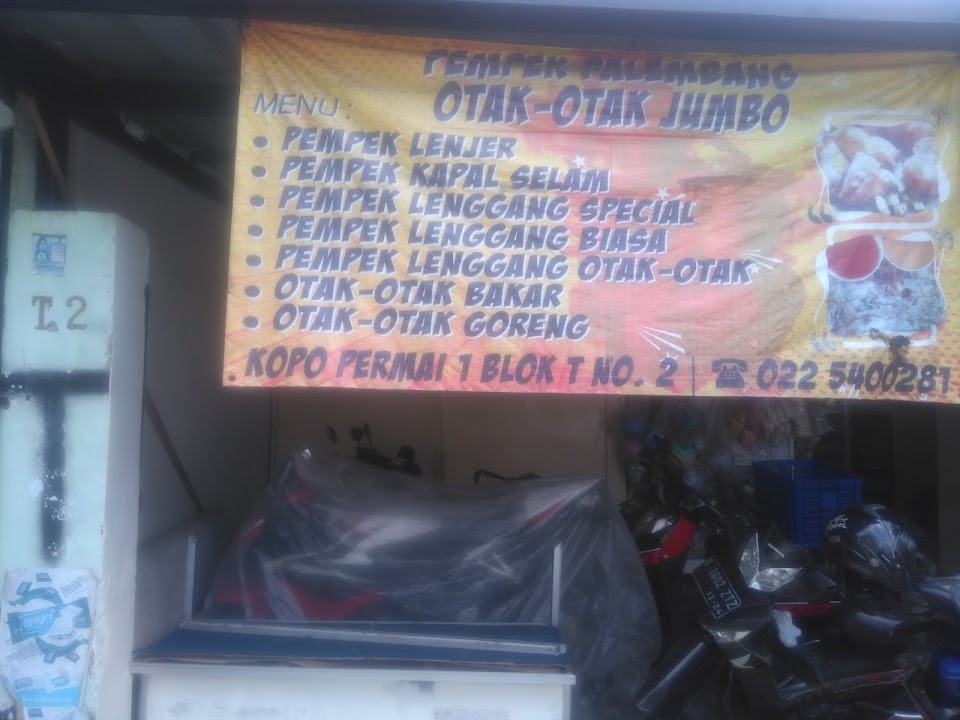 PEMPEK PALEMBANG
OTAK-OTAK JUMBO
MENU :
• PEMPEK LENJER
• PEMPEK KAPAL SELAM
• PEMPEK LENGGANG SPECIAL
• PEMPEK LENGGANG BIASA
• PEMPEK LENGGANG OTAK-OTAK
• OTAK-OTAK BAKAR
• OTAK-OTAK GORENG
KOPO PERMAI 1 BLOK T NO. 2 | ☎ 022 5400281
T.2